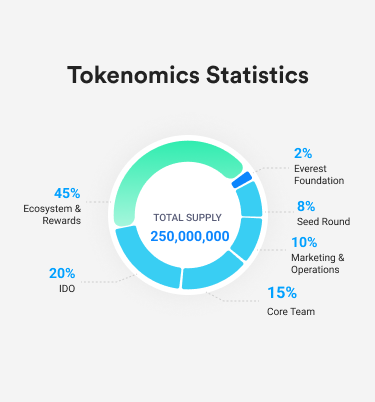 Tokenomics Statistics
2%
Everest
Foundation
8%
Seed Round
10%
Marketing &
Operations
15%
Core Team
20%
IDO
45%
Ecosystem &
Rewards
TOTAL SUPPLY
250,000,000